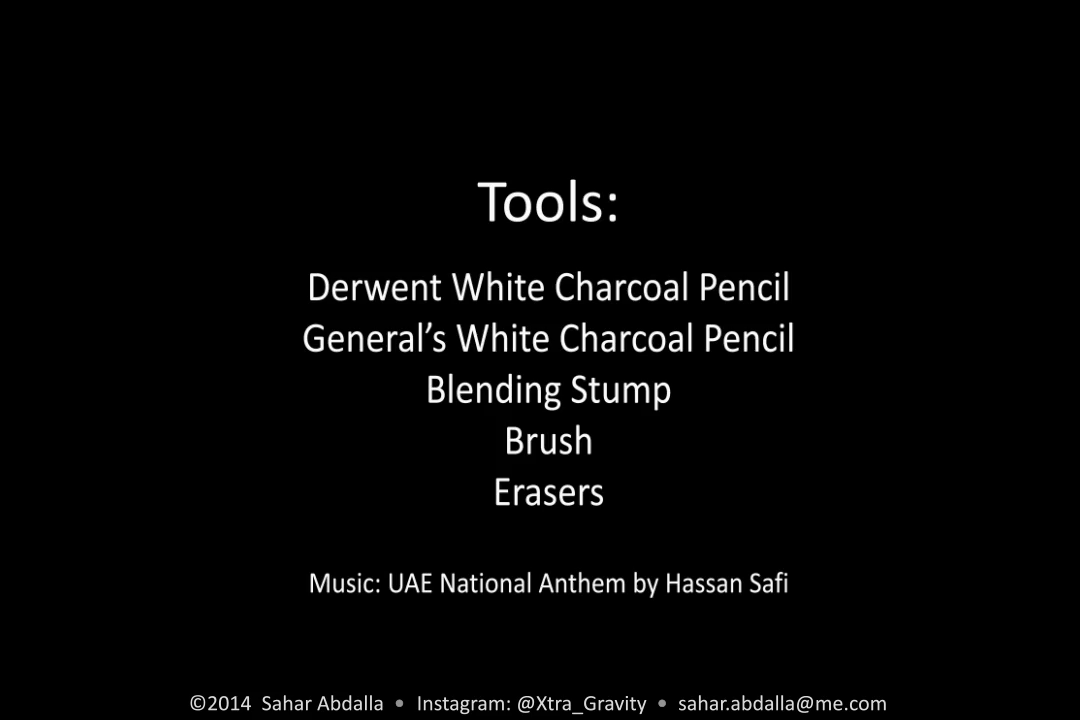 Tools:
Derwent White Charcoal Pencil
General’s White Charcoal Pencil
Blending Stump
Brush
Erasers
Music: UAE National Anthem by Hassan Safi
©2014 Sahar Abdalla • Instagram: @Xtra_Gravity • sahar.abdalla@me.com